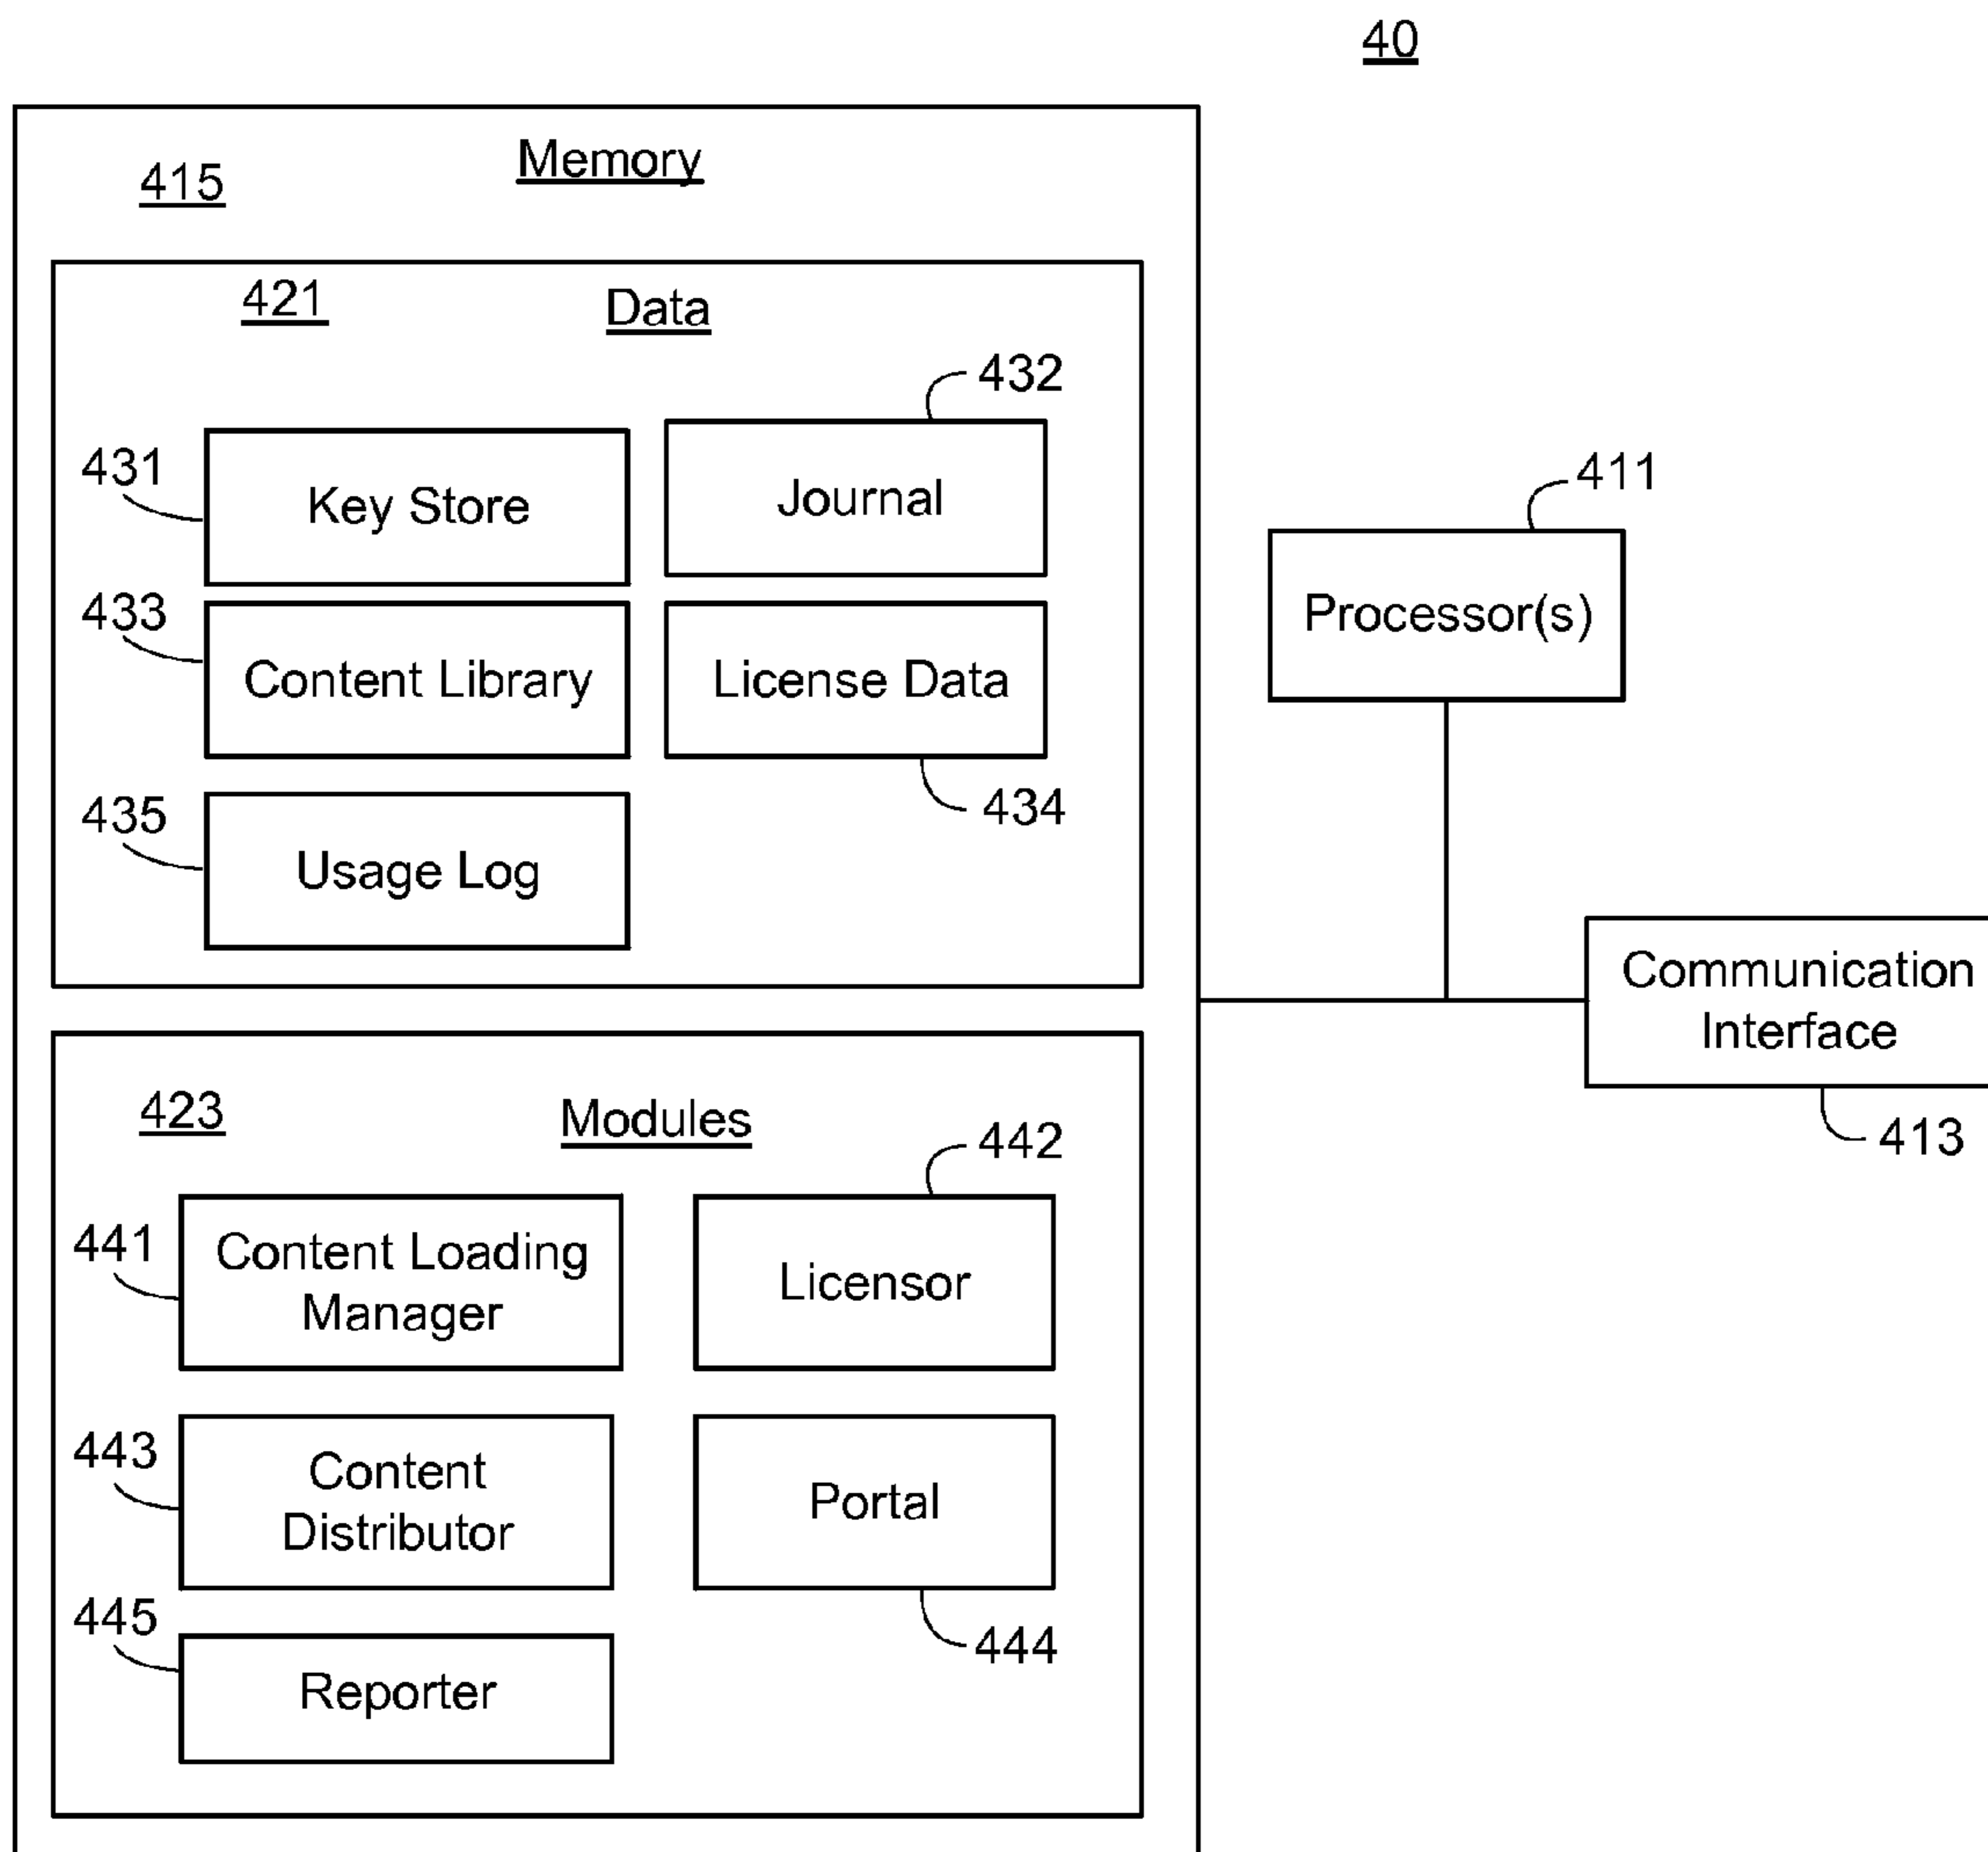 40
Memory
415
421
Data
432
431
Key Store
Journal
433
Content Library
License Data
435
434
Usage Log
411
Processor(s)
Communication
Interface
413
423
Modules
442
441
Content Loading
Manager
Licensor
443
Content
Distributor
Portal
445
444
Reporter